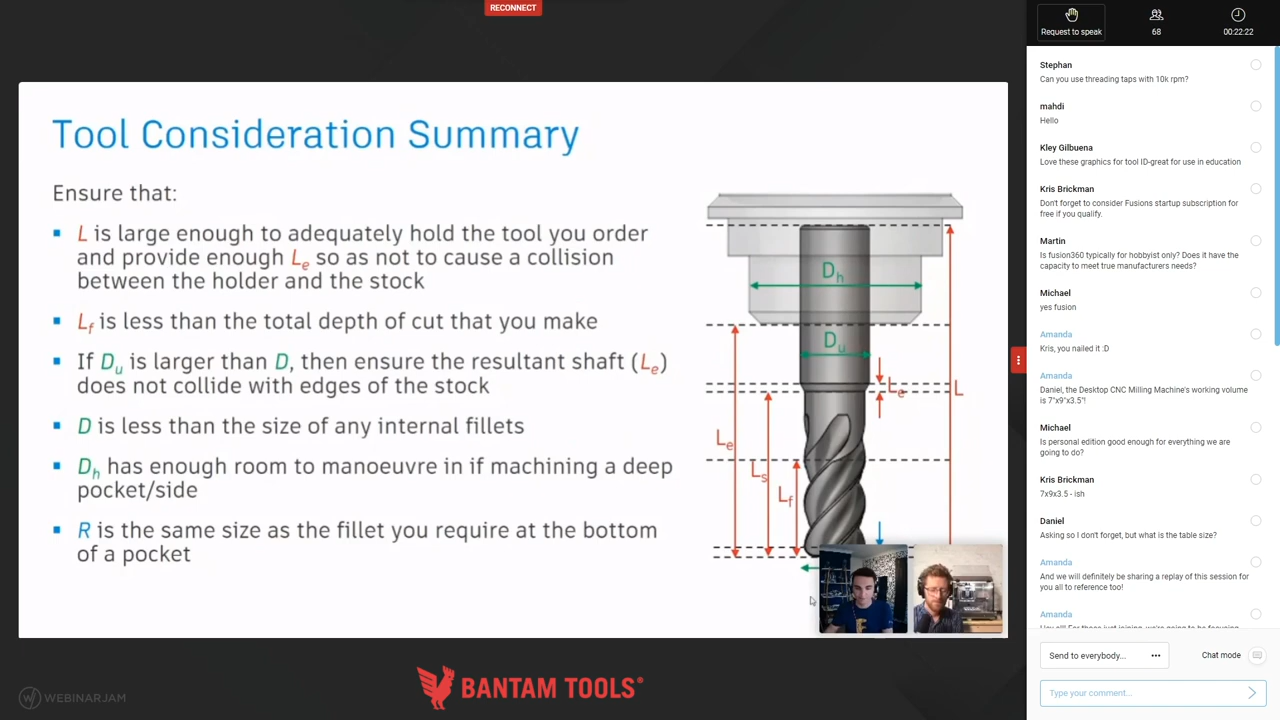 RECONNECT
Tool Consideration Summary
Ensure that:
L is large enough to adequately hold the tool you order
and provide enough Le so as not to cause a collision
between the holder and the stock
Lf is less than the total depth of cut that you make
If Du is larger than D, then ensure the resultant shaft (Le)
does not collide with edges of the stock
D is less than the size of any internal fillets
Dh has enough room to manoeuvre in if machining a deep
pocket/side
R is the same size as the fillet you require at the bottom
of a pocket
Dh
Du
Le
L
Le
Ls
Lf
WEBINARJAM
BANTAM TOOLS®
Request to speak
68
00:22:22
Stephan
Can you use threading taps with 10k rpm?
mahdi
Hello
Kley Gilbuena
Love these graphics for tool ID-great for use in education
Kris Brickman
Don't forget to consider Fusions startup subscription for
free if you qualify.
Martin
Is fusion360 typically for hobbyist only? Does it have the
capacity to meet true manufacturers needs?
Michael
yes fusion
Amanda
Kris, you nailed it :D
Amanda
Daniel, the Desktop CNC Milling Machine's working volume
is 7"x9"x3.5"!
Michael
Is personal edition good enough for everything we are
going to do?
Kris Brickman
7x9x3.5 - ish
Daniel
Asking so I don't forget, but what is the table size?
Amanda
And we will definitely be sharing a replay of this session for
you all to reference too!
Amanda
Send to everybody...
Chat mode
Type your comment...